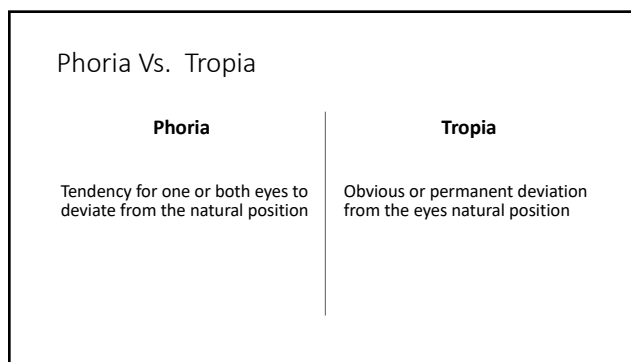 Phoria Vs.  Tropia
Phoria
Tendency for one or both eyes to
deviate from the natural position
Tropia
Obvious or permanent deviation
from the eyes natural position